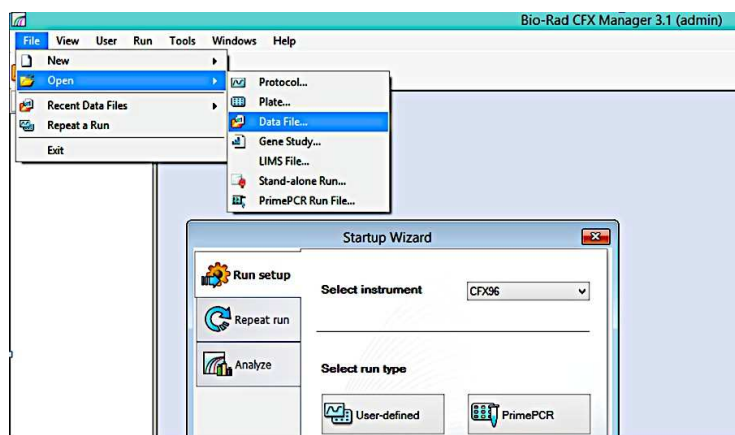 Bio-Rad CFX Manager 3.1 (admin)
File View User Run Tools Windows Help
New
Open
Recent Data Files
Repeat a Run
Exit
Protocol...
Plate...
Data File...
Gene Study...
LIMS File...
Stand-alone Run...
PrimePCR Run File...
Startup Wizard
Run setup
Repeat run
Analyze
Select instrument
CFX96
Select run type
User-defined
PrimePCR